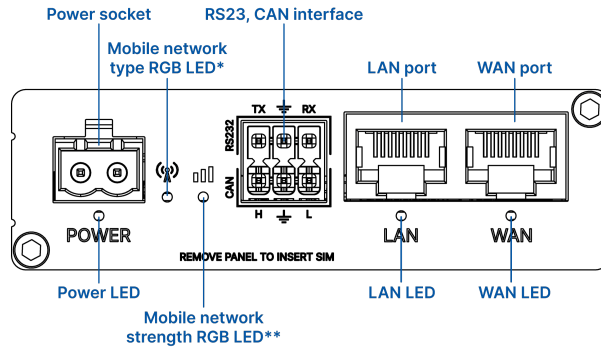 Power socket
RS23, CAN interface
Mobile network
type RGB LED*
LAN port
WAN port
TX
RX
RS232
CAN
H
L
POWER
LAN
WAN
REMOVE PANEL TO INSERT SIM
Power LED
LAN LED
WAN LED
Mobile network
strength RGB LED**